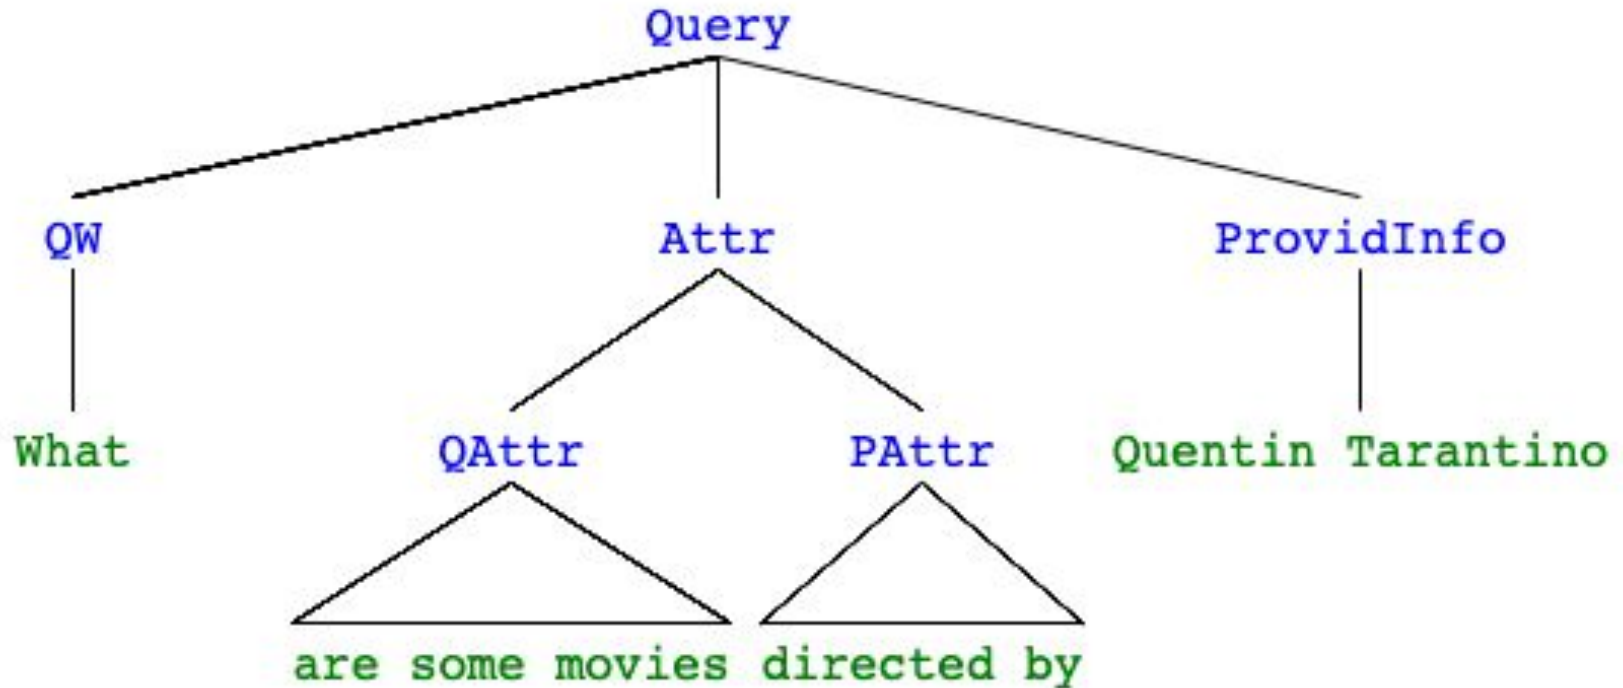 Query
QW Attr ProvidInfo
What QAttr PAttr Quentin Tarantino
are some movies directed by